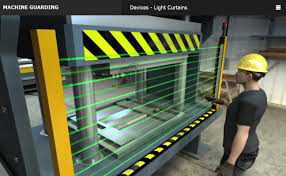 MACHINE GUARDING
Devices - Light Curtains